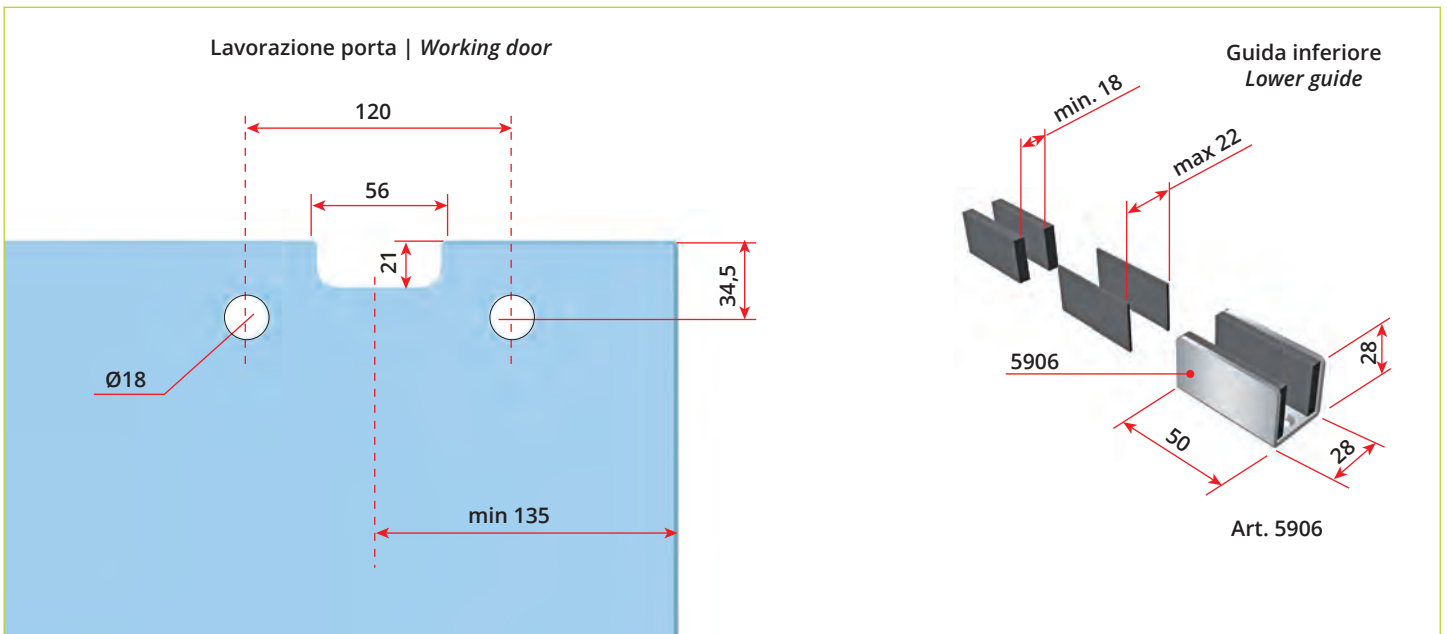 Lavorazione porta | Working door
120
56
21
34,5
Ø18
min 135
Guida inferiore
Lower guide
min. 18
max 22
5906
28
50
28
Art. 5906